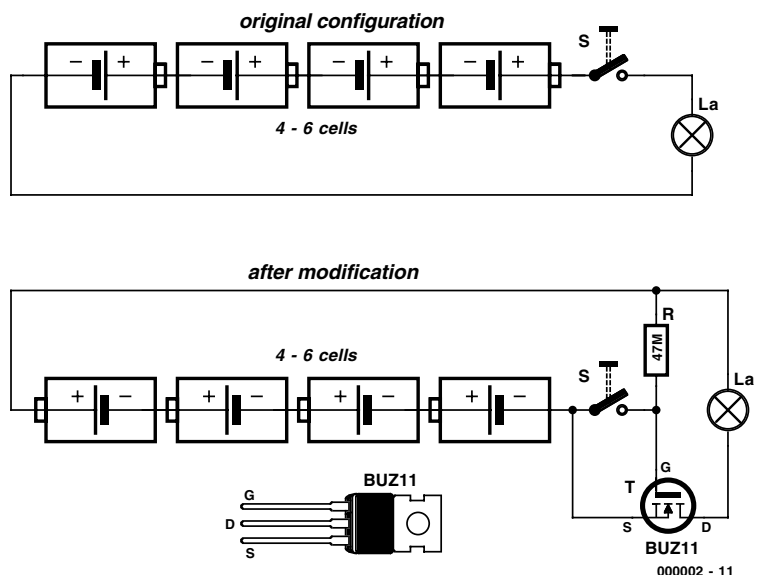 original configuration
− + − + − + − +
S
La
4 - 6 cells
after modification
R
47M
4 - 6 cells
S
La
+ − + − + − + −
G
T
S D
BUZ11
BUZ11
G
D
S
000002 - 11